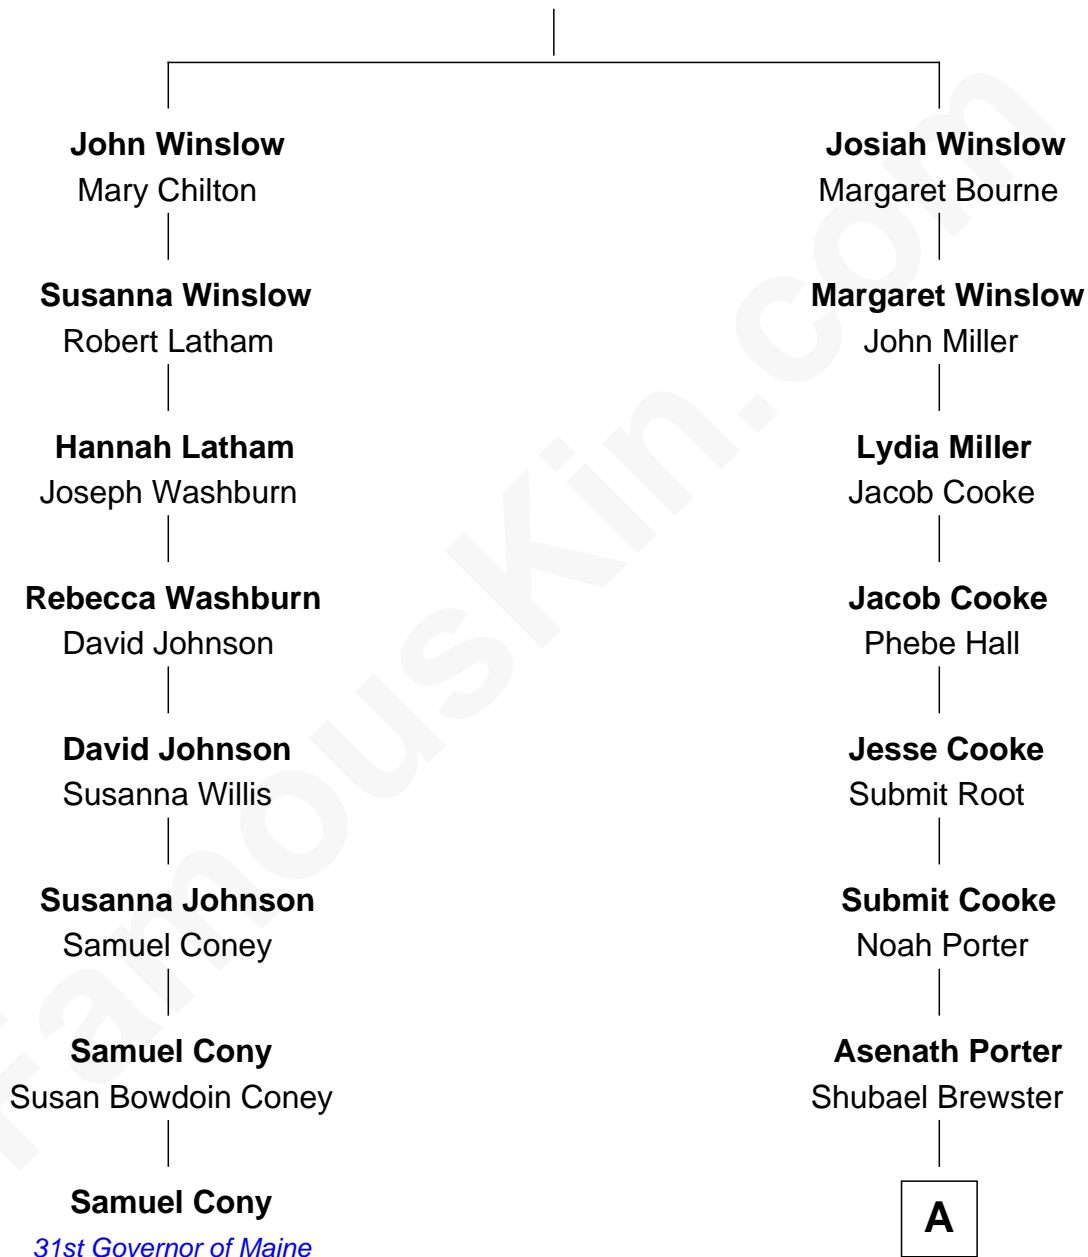 John Winslow
Mary Chilton
Susanna Winslow
Robert Latham
Hannah Latham
Joseph Washburn
Rebecca Washburn
David Johnson
David Johnson
Susanna Willis
Susanna Johnson
Samuel Coney
Samuel Cony
Susan Bowdoin Coney
Samuel Cony
31st Governor of Maine
Josiah Winslow
Margaret Bourne
Margaret Winslow
John Miller
Lydia Miller
Jacob Cooke
Jacob Cooke
Phebe Hall
Jesse Cooke
Submit Root
Submit Cooke
Noah Porter
Asenath Porter
Shubael Brewster
A
FamousKin.com